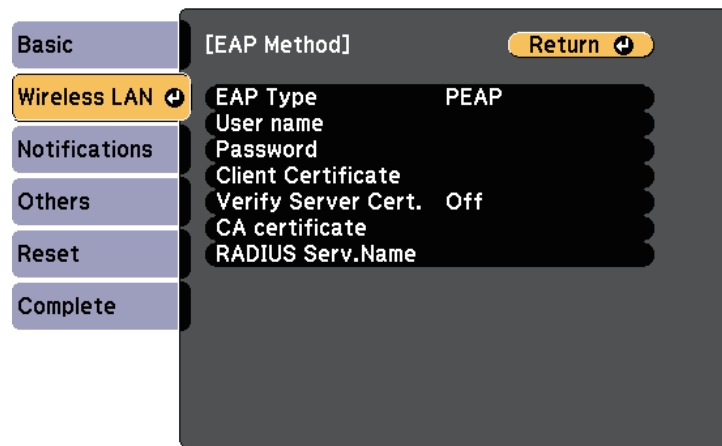 Basic
Wireless LAN
Notifications
Others
Reset
Complete
[EAP Method]
Return
EAP Type PEAP
User name
Password
Client Certificate
Verify Server Cert. Off
CA certificate
RADIUS Serv.Name